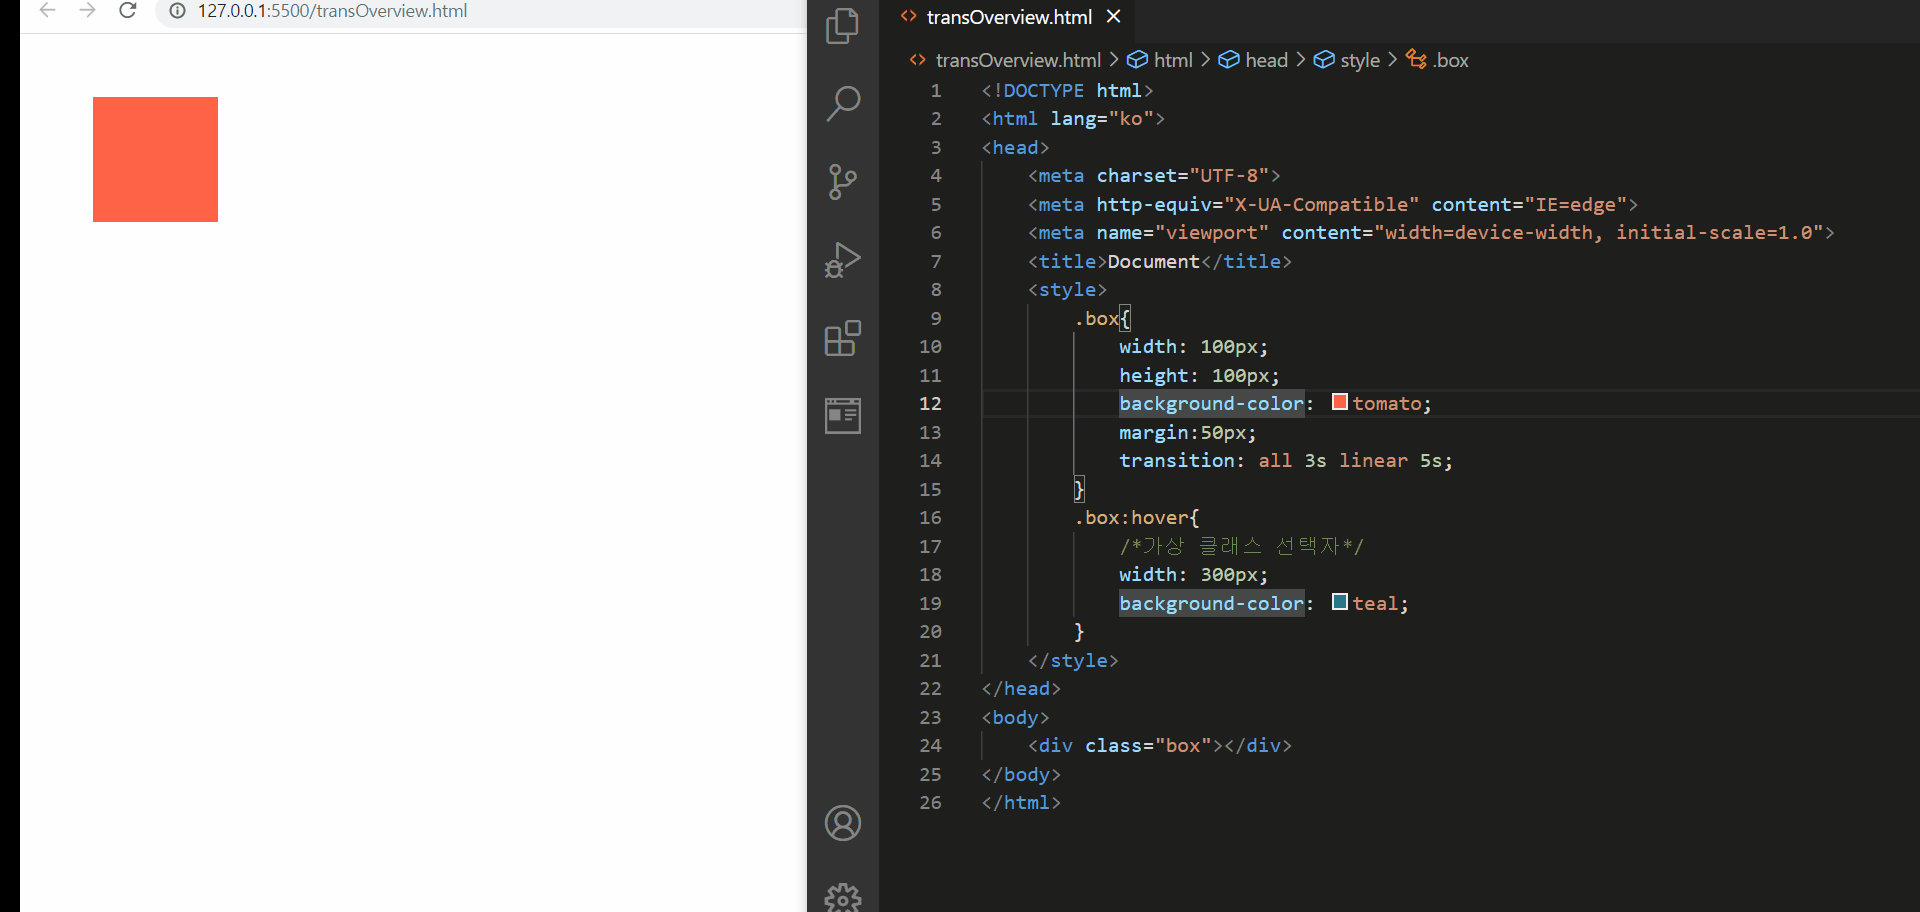 127.0.0.1:5500/transOverview.html
transOverview.html
transOverview.html > html > head > style > .box
1 <!DOCTYPE html>
2 <html lang="ko">
3 <head>
4 <meta charset="UTF-8">
5 <meta http-equiv="X-UA-Compatible" content="IE=edge">
6 <meta name="viewport" content="width=device-width, initial-scale=1.0">
7 <title>Document</title>
8 <style>
9 .box{
10 width: 100px;
11 height: 100px;
12 background-color: tomato;
13 margin:50px;
14 transition: all 3s linear 5s;
15 }
16 .box:hover{
17 /*가상 클래스 선택자*/
18 width: 300px;
19 background-color: teal;
20 }
21 </style>
22 </head>
23 <body>
24 <div class="box"></div>
25 </body>
26 </html>